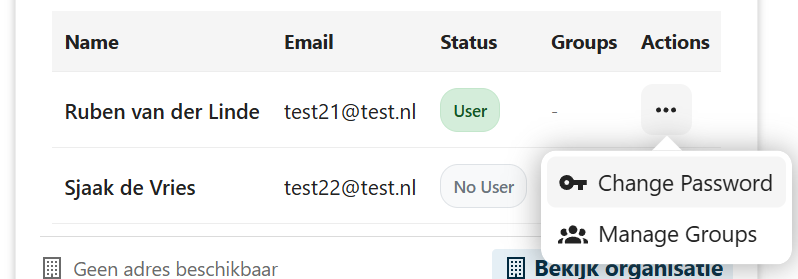 Name Email Status Groups Actions
Ruben van der Linde test21@test.nl User - •••
Sjaak de Vries test22@test.nl No User
Change Password
Manage Groups
Geen adres beschikbaar Bekijk organisatie